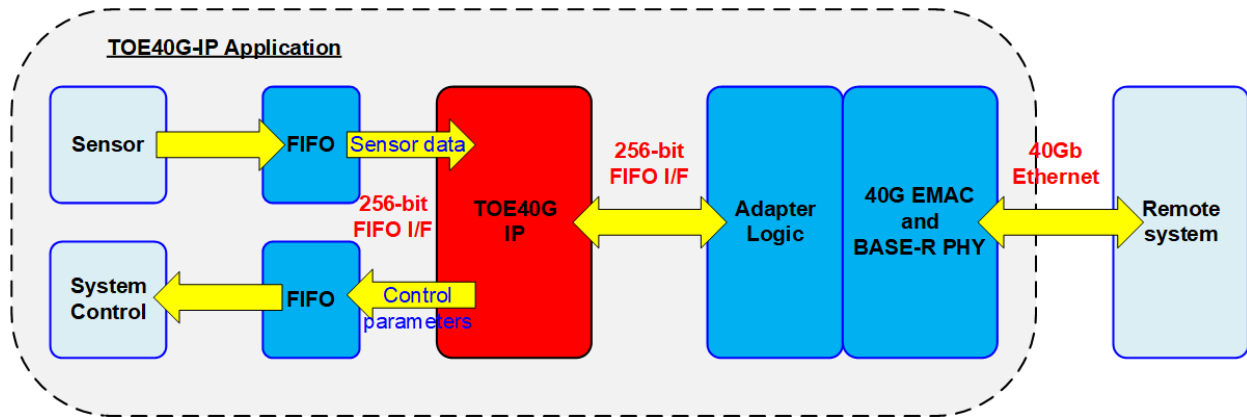 TOE40G-IP Application
Sensor
FIFO
Sensor data
256-bit
FIFO I/F
TOE40G
IP
256-bit
FIFO I/F
Adapter
Logic
40G EMAC
and
BASE-R PHY
40Gb
Ethernet
Remote
system
System
Control
FIFO
Control
parameters